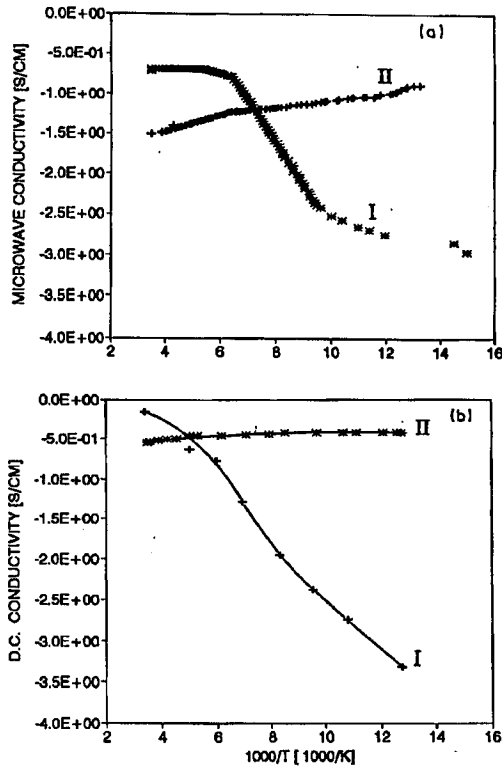 (a)
MICROWAVE CONDUCTIVITY [S/CM]
0.0E+00
-5.0E-01
-1.0E+00
-1.5E+00
-2.0E+00
-2.5E+00
-3.0E+00
-3.5E+00
-4.0E+00
II
I
2 4 6 8 10 12 14 16
(b)
D.C. CONDUCTIVITY [S/CM]
0.0E+00
-5.0E-01
-1.0E+00
-1.5E+00
-2.0E+00
-2.5E+00
-3.0E+00
-3.5E+00
-4.0E+00
II
I
2 4 6 8 10 12 14 16
1000/T [ 1000/K]